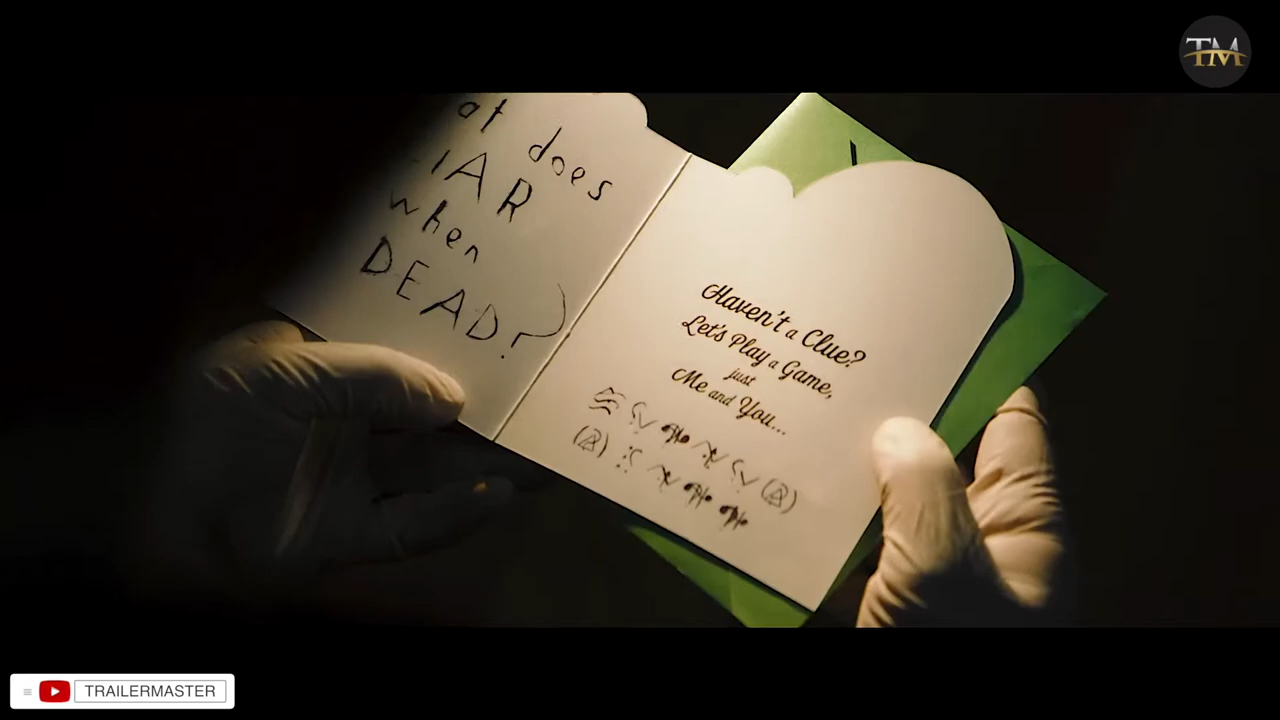 at does
IAR
when
DEAD?
Haven't a Clue?
Let's Play a Game,
just
Me and You...
TM
TRAILERMASTER